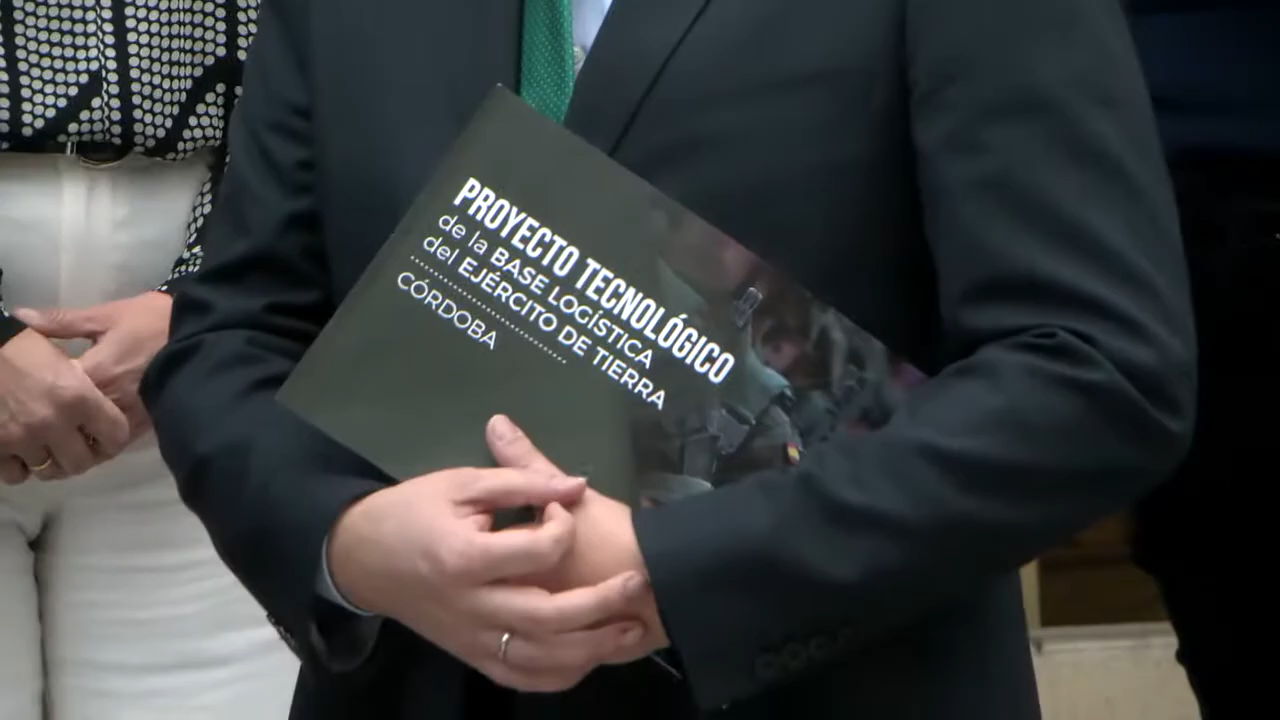 PROYECTO TECNOLÓGICO
de la BASE LOGÍSTICA
del EJÉRCITO DE TIERRA
CÓRDOBA